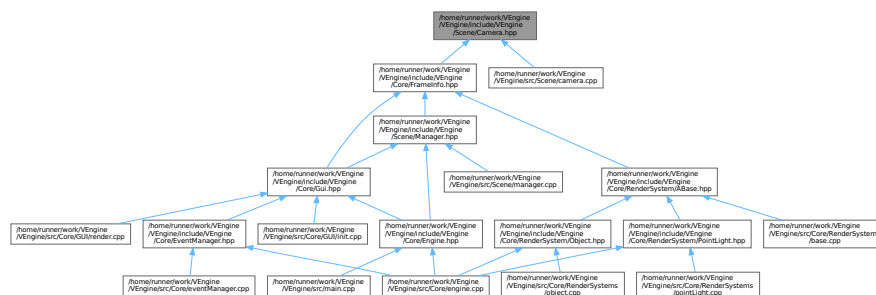 /home/runner/work/VEngine
/VEngine/include/VEngine
/Scene/Camera.hpp
/home/runner/work/VEngine
/VEngine/include/VEngine
/Core/FrameInfo.hpp
/home/runner/work/VEngine
/VEngine/src/Scene/camera.cpp
/home/runner/work/VEngine
/VEngine/include/VEngine
/Scene/Manager.hpp
/home/runner/work/VEngine
/VEngine/include/VEngine
/Core/Gui.hpp
/home/runner/work/VEngine
/VEngine/src/Scene/manager.cpp
/home/runner/work/VEngine
/VEngine/include/VEngine
/Core/RenderSystem/ABase.hpp
/home/runner/work/VEngine
/VEngine/src/Core/GUI/render.cpp
/home/runner/work/VEngine
/VEngine/include/VEngine
/Core/EventManager.hpp
/home/runner/work/VEngine
/VEngine/src/Core/GUI/init.cpp
/home/runner/work/VEngine
/VEngine/include/VEngine
/Core/Engine.hpp
/home/runner/work/VEngine
/VEngine/include/VEngine
/Core/RenderSystem/Object.hpp
/home/runner/work/VEngine
/VEngine/include/VEngine
/Core/RenderSystem/PointLight.hpp
/home/runner/work/VEngine
/VEngine/src/Core/RenderSystems
/base.cpp
/home/runner/work/VEngine
/VEngine/src/Core/eventManager.cpp
/home/runner/work/VEngine
/VEngine/src/main.cpp
/home/runner/work/VEngine
/VEngine/src/Core/engine.cpp
/home/runner/work/VEngine
/VEngine/src/Core/RenderSystems
/object.cpp
/home/runner/work/VEngine
/VEngine/src/Core/RenderSystems
/pointLight.cpp